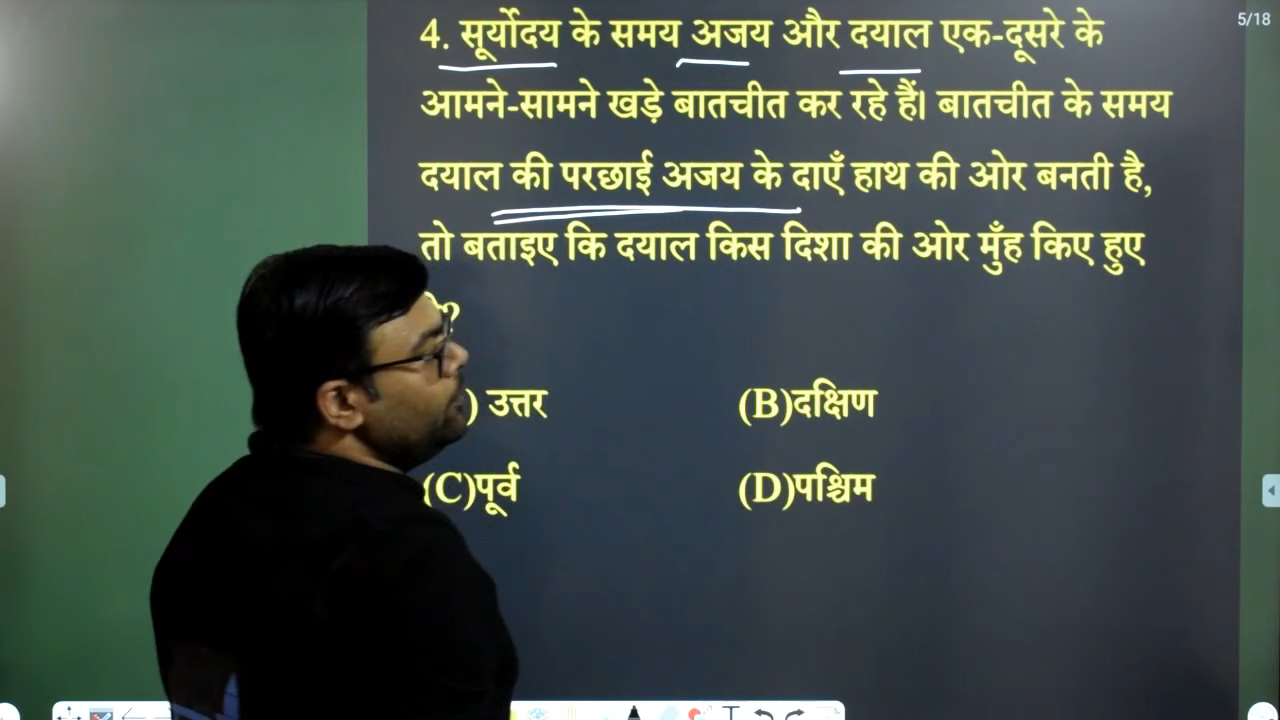 5/18
4. सूर्योदय के समय अजय और दयाल एक-दूसरे के
आमने-सामने खड़े बातचीत कर रहे हैं। बातचीत के समय
दयाल की परछाई अजय के दाएँ हाथ की ओर बनती है,
तो बताइए कि दयाल किस दिशा की ओर मुँह किए हुए
?
) उत्तर (B)दक्षिण
(C)पूर्व (D)पश्चिम